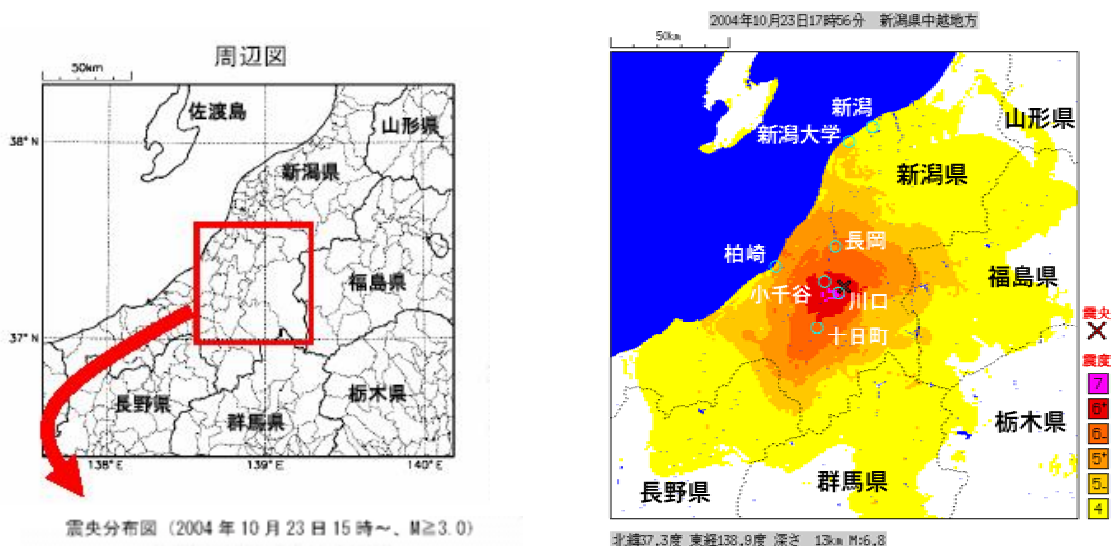 周辺図
50km
佐渡島
38°N
山形県
新潟県
福島県
37°N
長野県
群馬県
栃木県
138°E
139°E
140°E
震央分布図（2004年10月23日15時～、M≧3.0）
2004年10月23日17時56分　新潟県中越地方
50km
新潟
山形県
新潟大学
新潟県
長岡
柏崎
福島県
小千谷
川口
十日町
震央
震度
7
6+
6-
5+
5-
4
栃木県
群馬県
長野県
北緯37.3度 東経138.9度 深さ 13km M:6.8